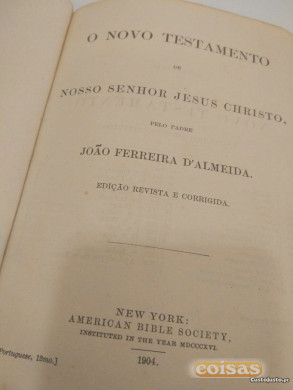 O NOVO TESTAMENTO
DE
NOSSO SENHOR JESUS CHRISTO,
PELO PADRE
JOÃO FERREIRA D'ALMEIDA.
EDIÇÃO REVISTA E CORRIGIDA.
NEW YORK:
AMERICAN BIBLE SOCIETY,
INSTITUTED IN THE YEAR MDCCCXVI.
1904.
Portuguese, 12mo.]
coisas